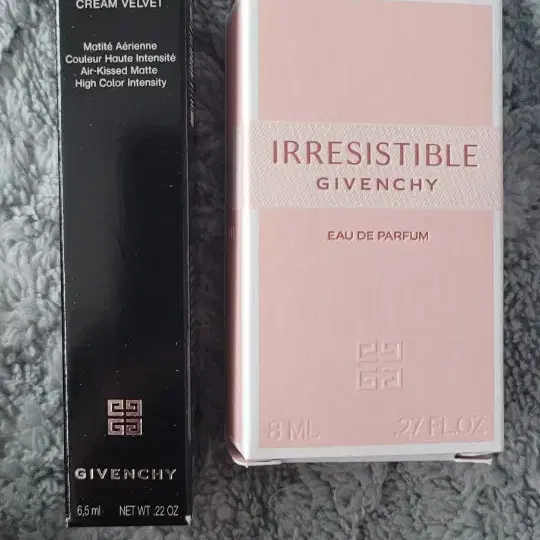 CREAM VELVET
Matité Aérienne
Couleur Haute Intensité
Air-Kissed Matte
High Color Intensity
GIVENCHY
6,5 ml NET WT .22 OZ
IRRESISTIBLE
GIVENCHY
EAU DE PARFUM
8 ML .27 FL.OZ